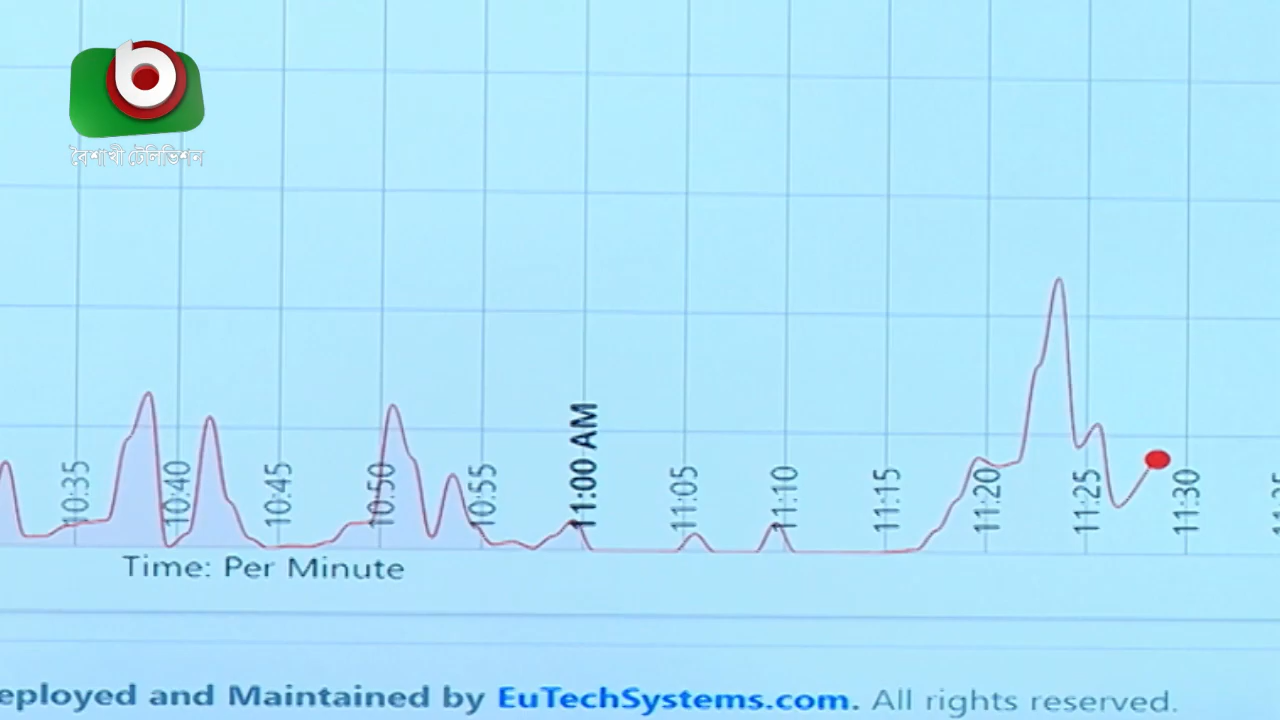 বৈশাখী টেলিভিশন
11:00 AM
10:35 10:40 10:45 10:50 10:55 11:05 11:10 11:15 11:20 11:25 11:30
Time: Per Minute
eployed and Maintained by EuTechSystems.com. All rights reserved.